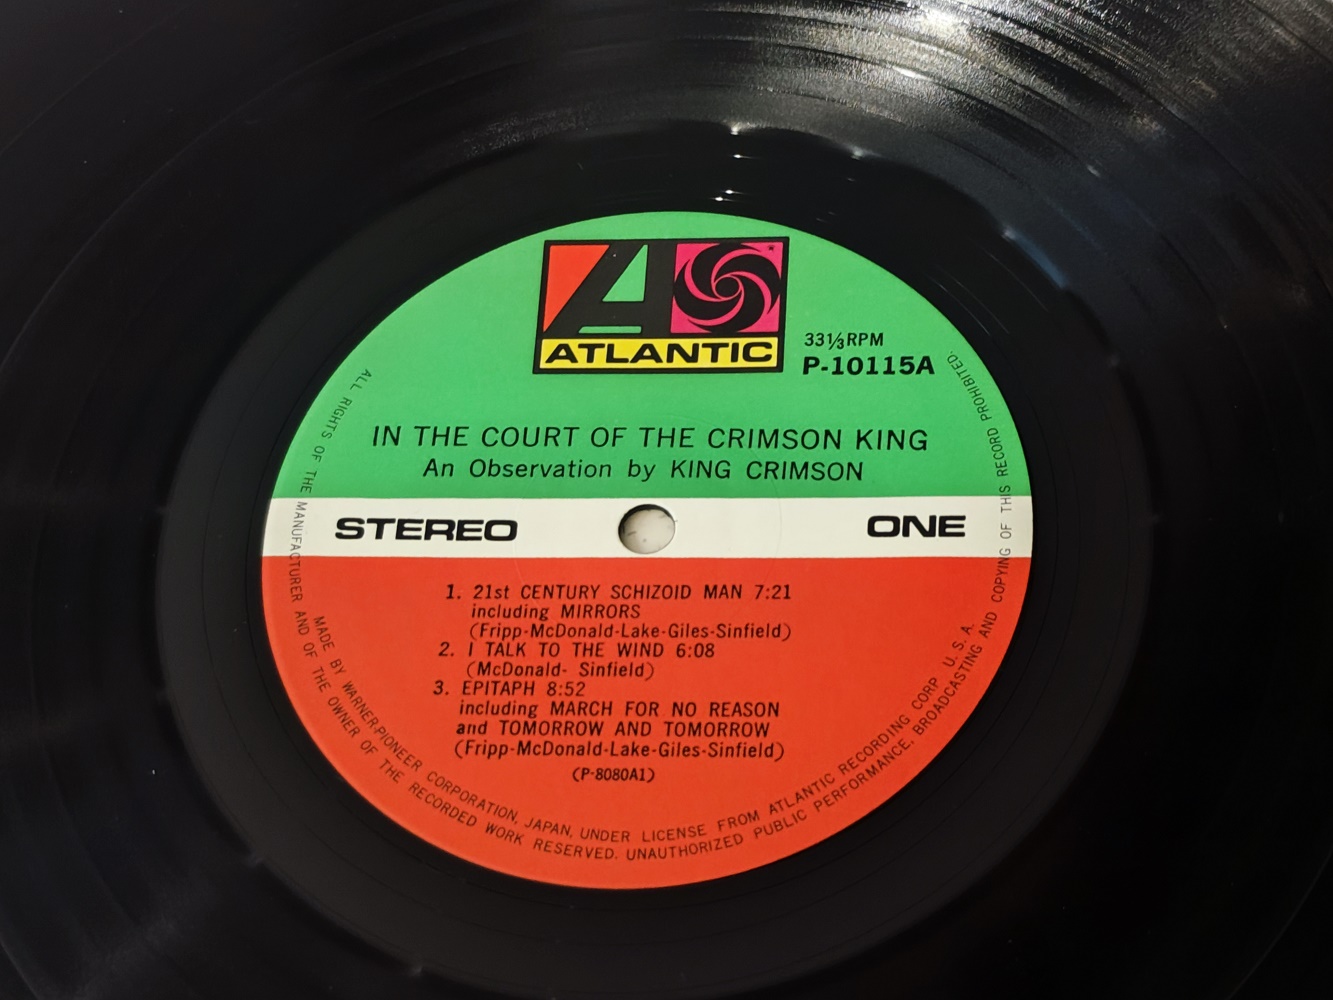 ATLANTIC
33⅓RPM
P-10115A
IN THE COURT OF THE CRIMSON KING
An Observation by KING CRIMSON
STEREO
ONE
1. 21st CENTURY SCHIZOID MAN 7:21
including MIRRORS
(Fripp-McDonald-Lake-Giles-Sinfield)
2. I TALK TO THE WIND 6:08
(McDonald- Sinfield)
3. EPITAPH 8:52
including MARCH FOR NO REASON
and TOMORROW AND TOMORROW
(Fripp-McDonald-Lake-Giles-Sinfield)
(P-8080A1)
MADE BY WARNER-PIONEER CORPORATION, JAPAN, UNDER LICENSE FROM ATLANTIC RECORDING CORP U. S. A.
ALL RIGHTS OF THE MANUFACTURER AND OF THE OWNER OF THE RECORDED WORK RESERVED. UNAUTHORIZED PUBLIC PERFORMANCE, BROADCASTING AND COPYING OF THIS RECORD PROHIBITED.